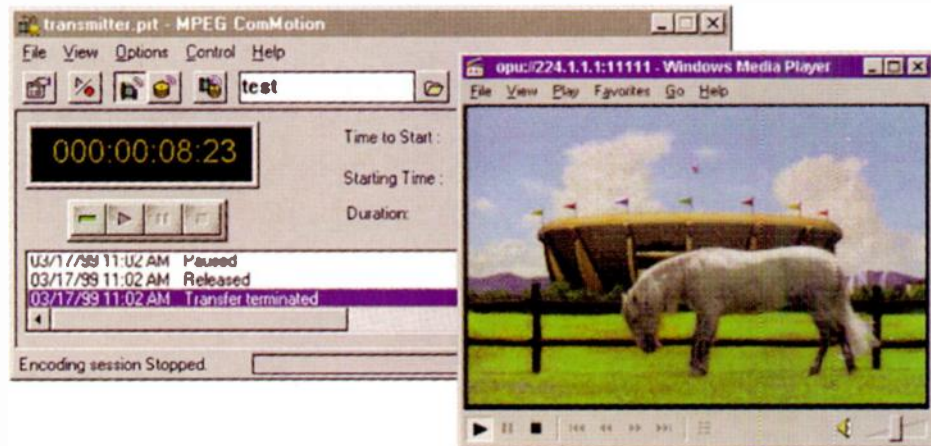 transmitter.pit - MPEG ComMotion
File View Options Control Help
test
000:00:08:23
Time to Start :
Starting Time :
Duration:
03/17/99 11:02 AM Paused
03/17/99 11:02 AM Released
03/17/99 11:02 AM Transfer terminated
Encoding session Stopped.
opu://224.1.1.1:11111 - Windows Media Player
File View Play Favorites Go Help